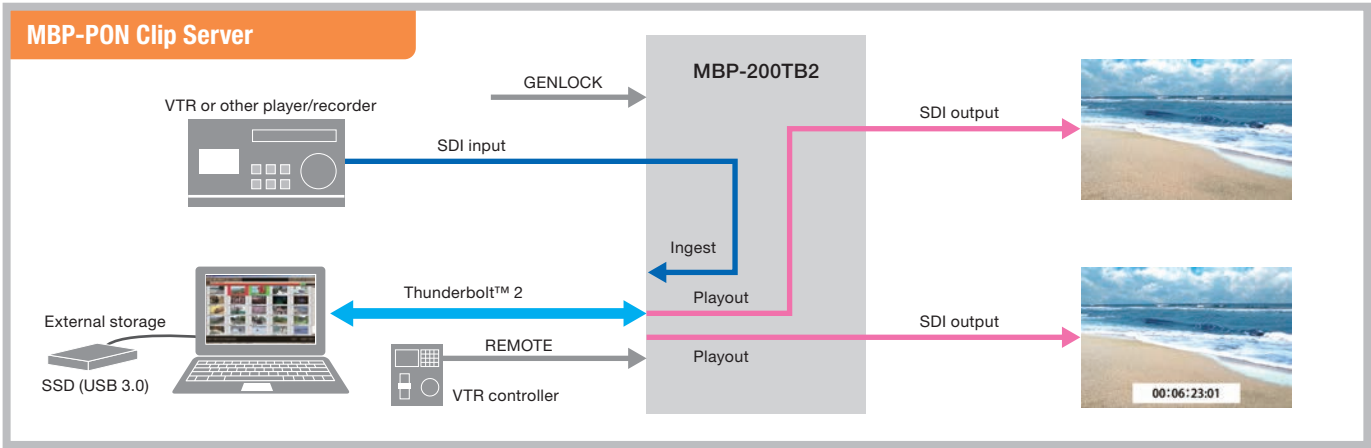 MBP-PON Clip Server
MBP-200TB2
GENLOCK
VTR or other player/recorder
SDI input
SDI output
Ingest
Thunderbolt™ 2
Playout
External storage
SSD (USB 3.0)
REMOTE
VTR controller
Playout
SDI output
00:06:23:01